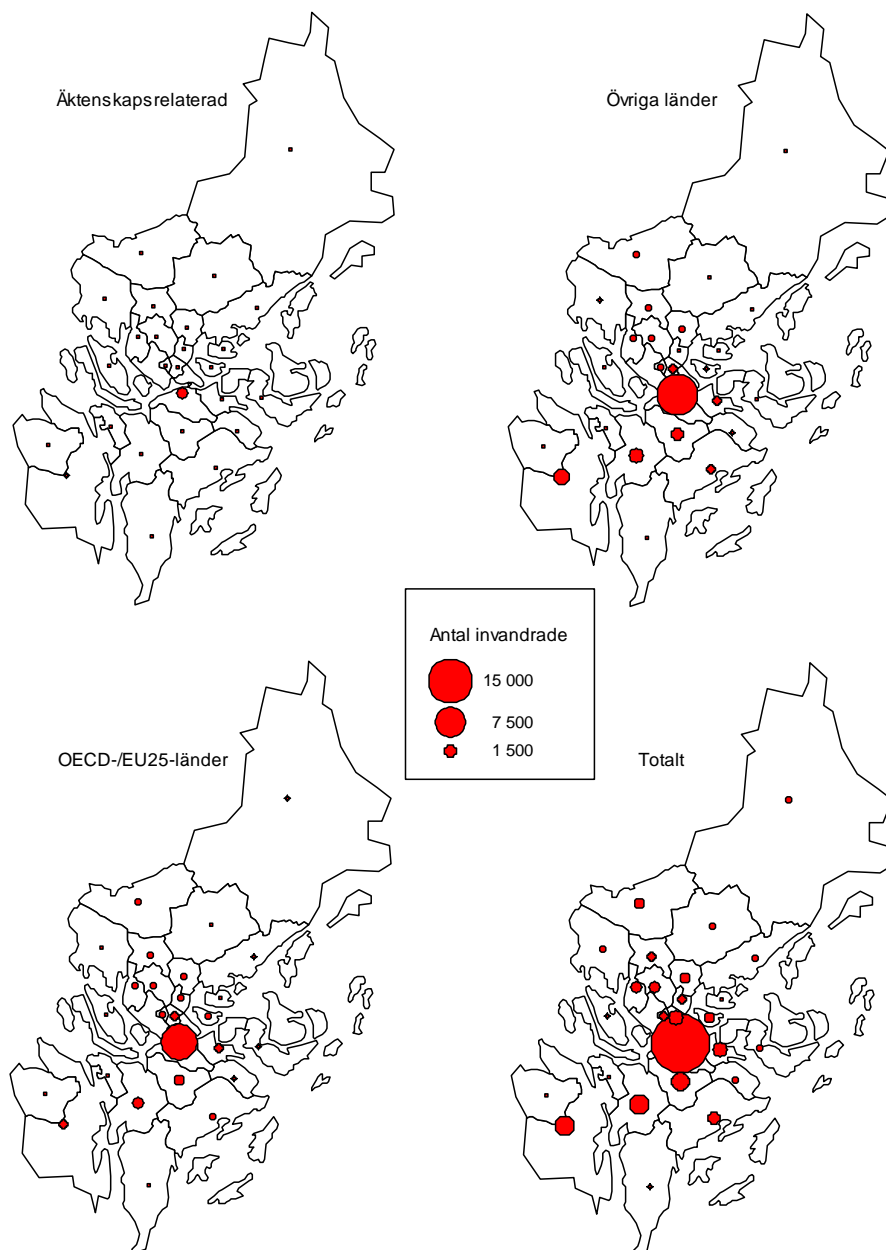 Äktenskapsrelaterad
Övriga länder
Antal invandrade
15 000
7 500
1 500
OECD-/EU25-länder
Totalt